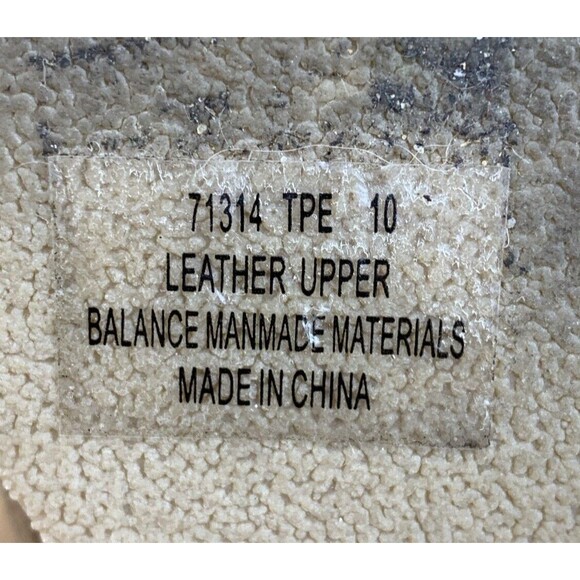 71314 TPE 10
LEATHER UPPER
BALANCE MANMADE MATERIALS
MADE IN CHINA